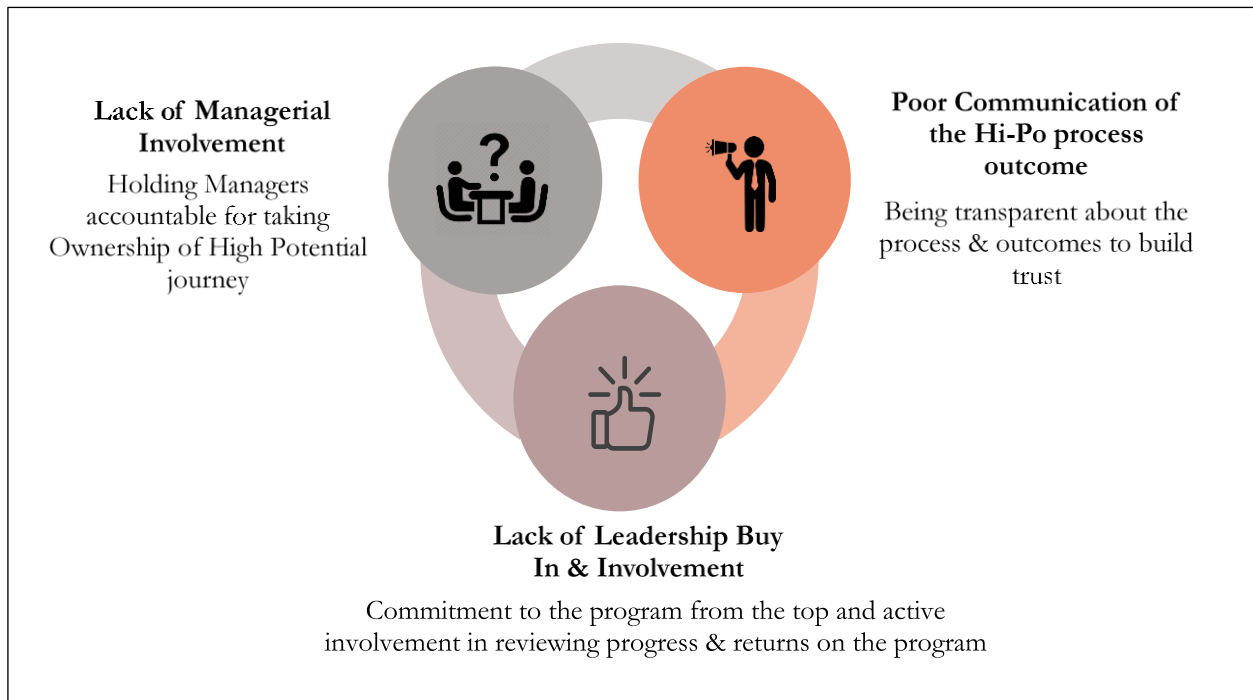 Lack of Managerial
Involvement
Holding Managers
accountable for taking
Ownership of High Potential
journey
?
Poor Communication of
the Hi-Po process
outcome
Being transparent about the
process & outcomes to build
trust
Lack of Leadership Buy
In & Involvement
Commitment to the program from the top and active
involvement in reviewing progress & returns on the program